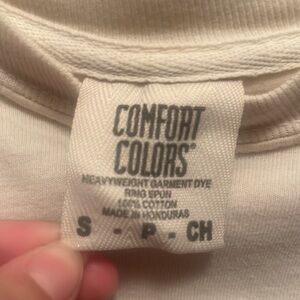 COMFORT
COLORS®
HEAVYWEIGHT GARMENT DYE
RING SPUN
100% COTTON
MADE IN HONDURAS
S - P - CH